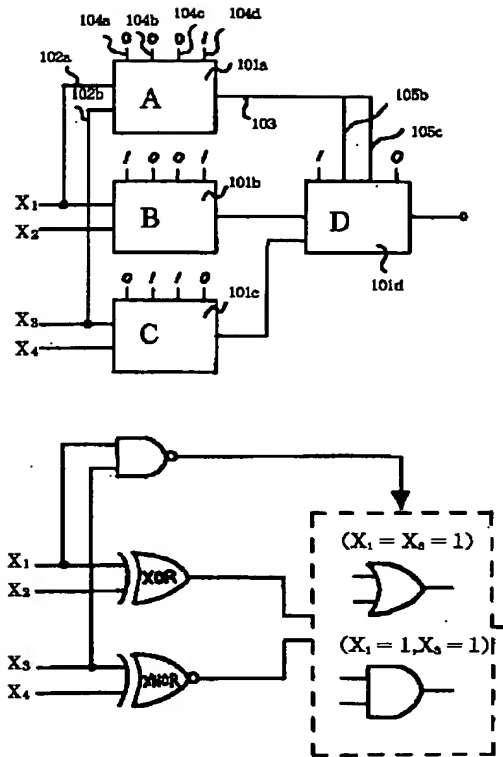 104a 104b 104c 104d
0 0 0 1
102a
101a
A
102b
105b
103
105c
1 0 0 1
1 0
101b
X₁
B
D
X₂
0 1 1 0
101c
101d
X₃
C
X₄
(X₁ = X₃ = 1)
X₁
XOR
X₂
(X₁ = 1, X₃ = 1)
X₃
XNOR
X₄